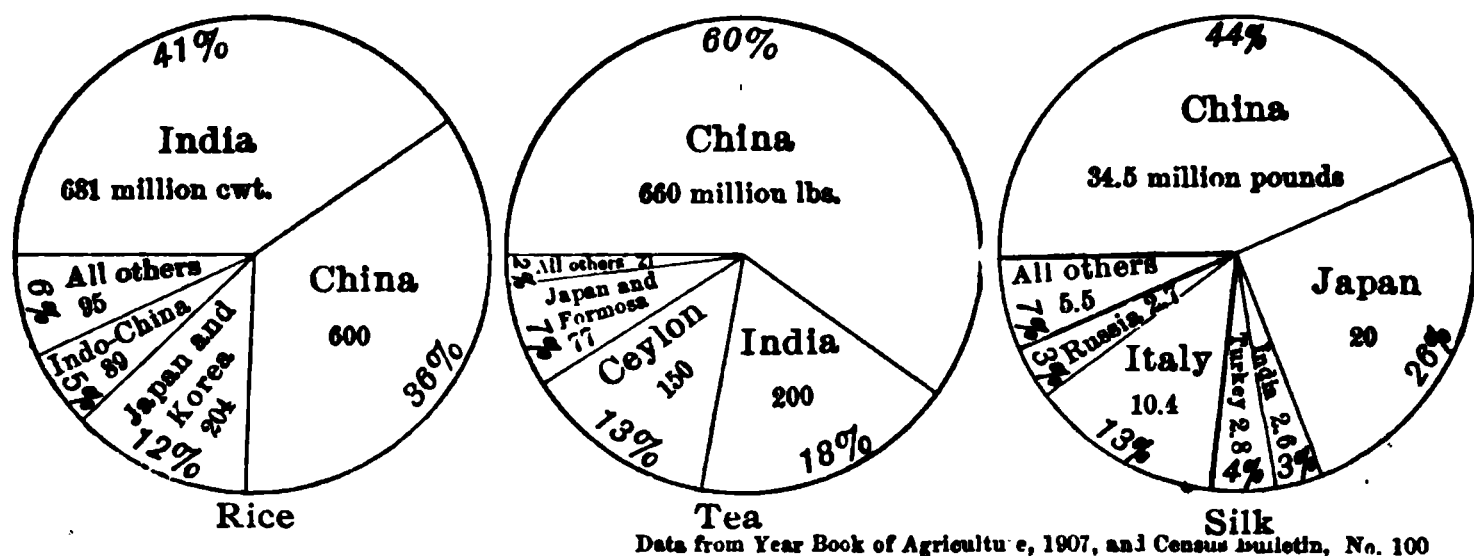 41%
India
681 million cwt.
China
600
36%
Japan and
Korea
204
12%
Indo-China
89
5%
All others
95
6%
Rice
60%
China
660 million lbs.
India
200
18%
Ceylon
150
13%
Japan and
Formosa
77
7%
All others 21
2%
Tea
44%
China
34.5 million pounds
Japan
20
26%
India 2.6
3%
Turkey 2.8
4%
Italy
10.4
13%
Russia 2.7
3%
All others
5.5
7%
Silk
Data from Year Book of Agriculture, 1907, and Census Bulletin, No. 100